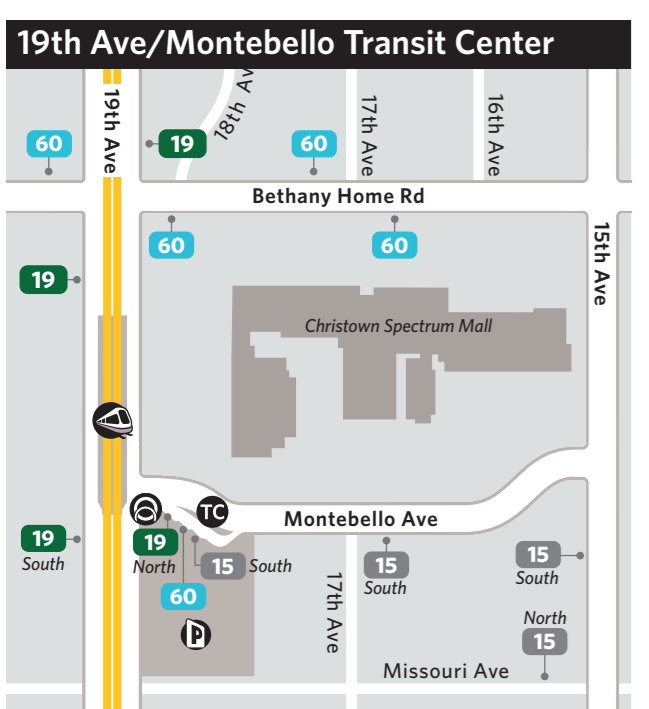 19th Ave/Montebello Transit Center
19th Ave
18th Av
17th Ave
16th Ave
60
19
60
Bethany Home Rd
60
60
15th Ave
19
Christown Spectrum Mall
TC
Montebello Ave
19
South
19
North
15 South
60
15
South
15
South
17th Ave
P
North
15
Missouri Ave